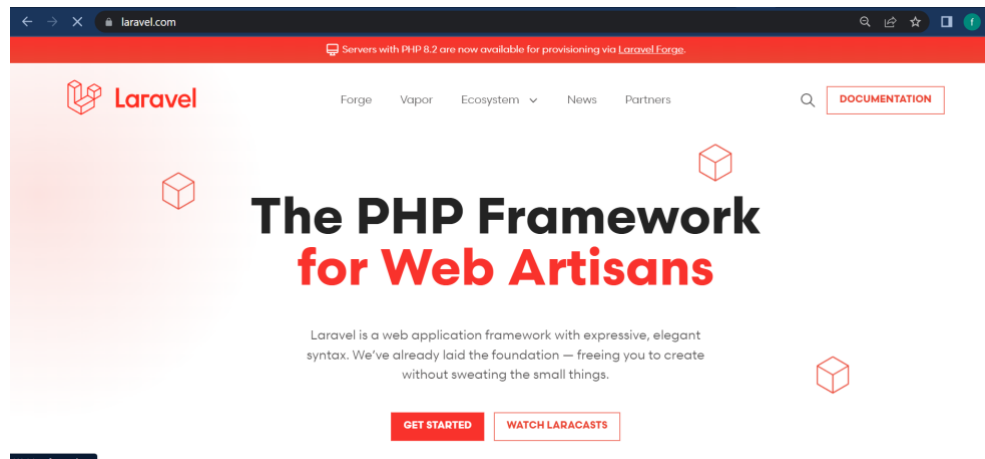 laravel.com
f
Servers with PHP 8.2 are now available for provisioning via Laravel Forge.
Laravel
Forge Vapor Ecosystem News Partners
DOCUMENTATION
The PHP Framework
for Web Artisans
Laravel is a web application framework with expressive, elegant
syntax. We've already laid the foundation — freeing you to create
without sweating the small things.
GET STARTED WATCH LARACASTS